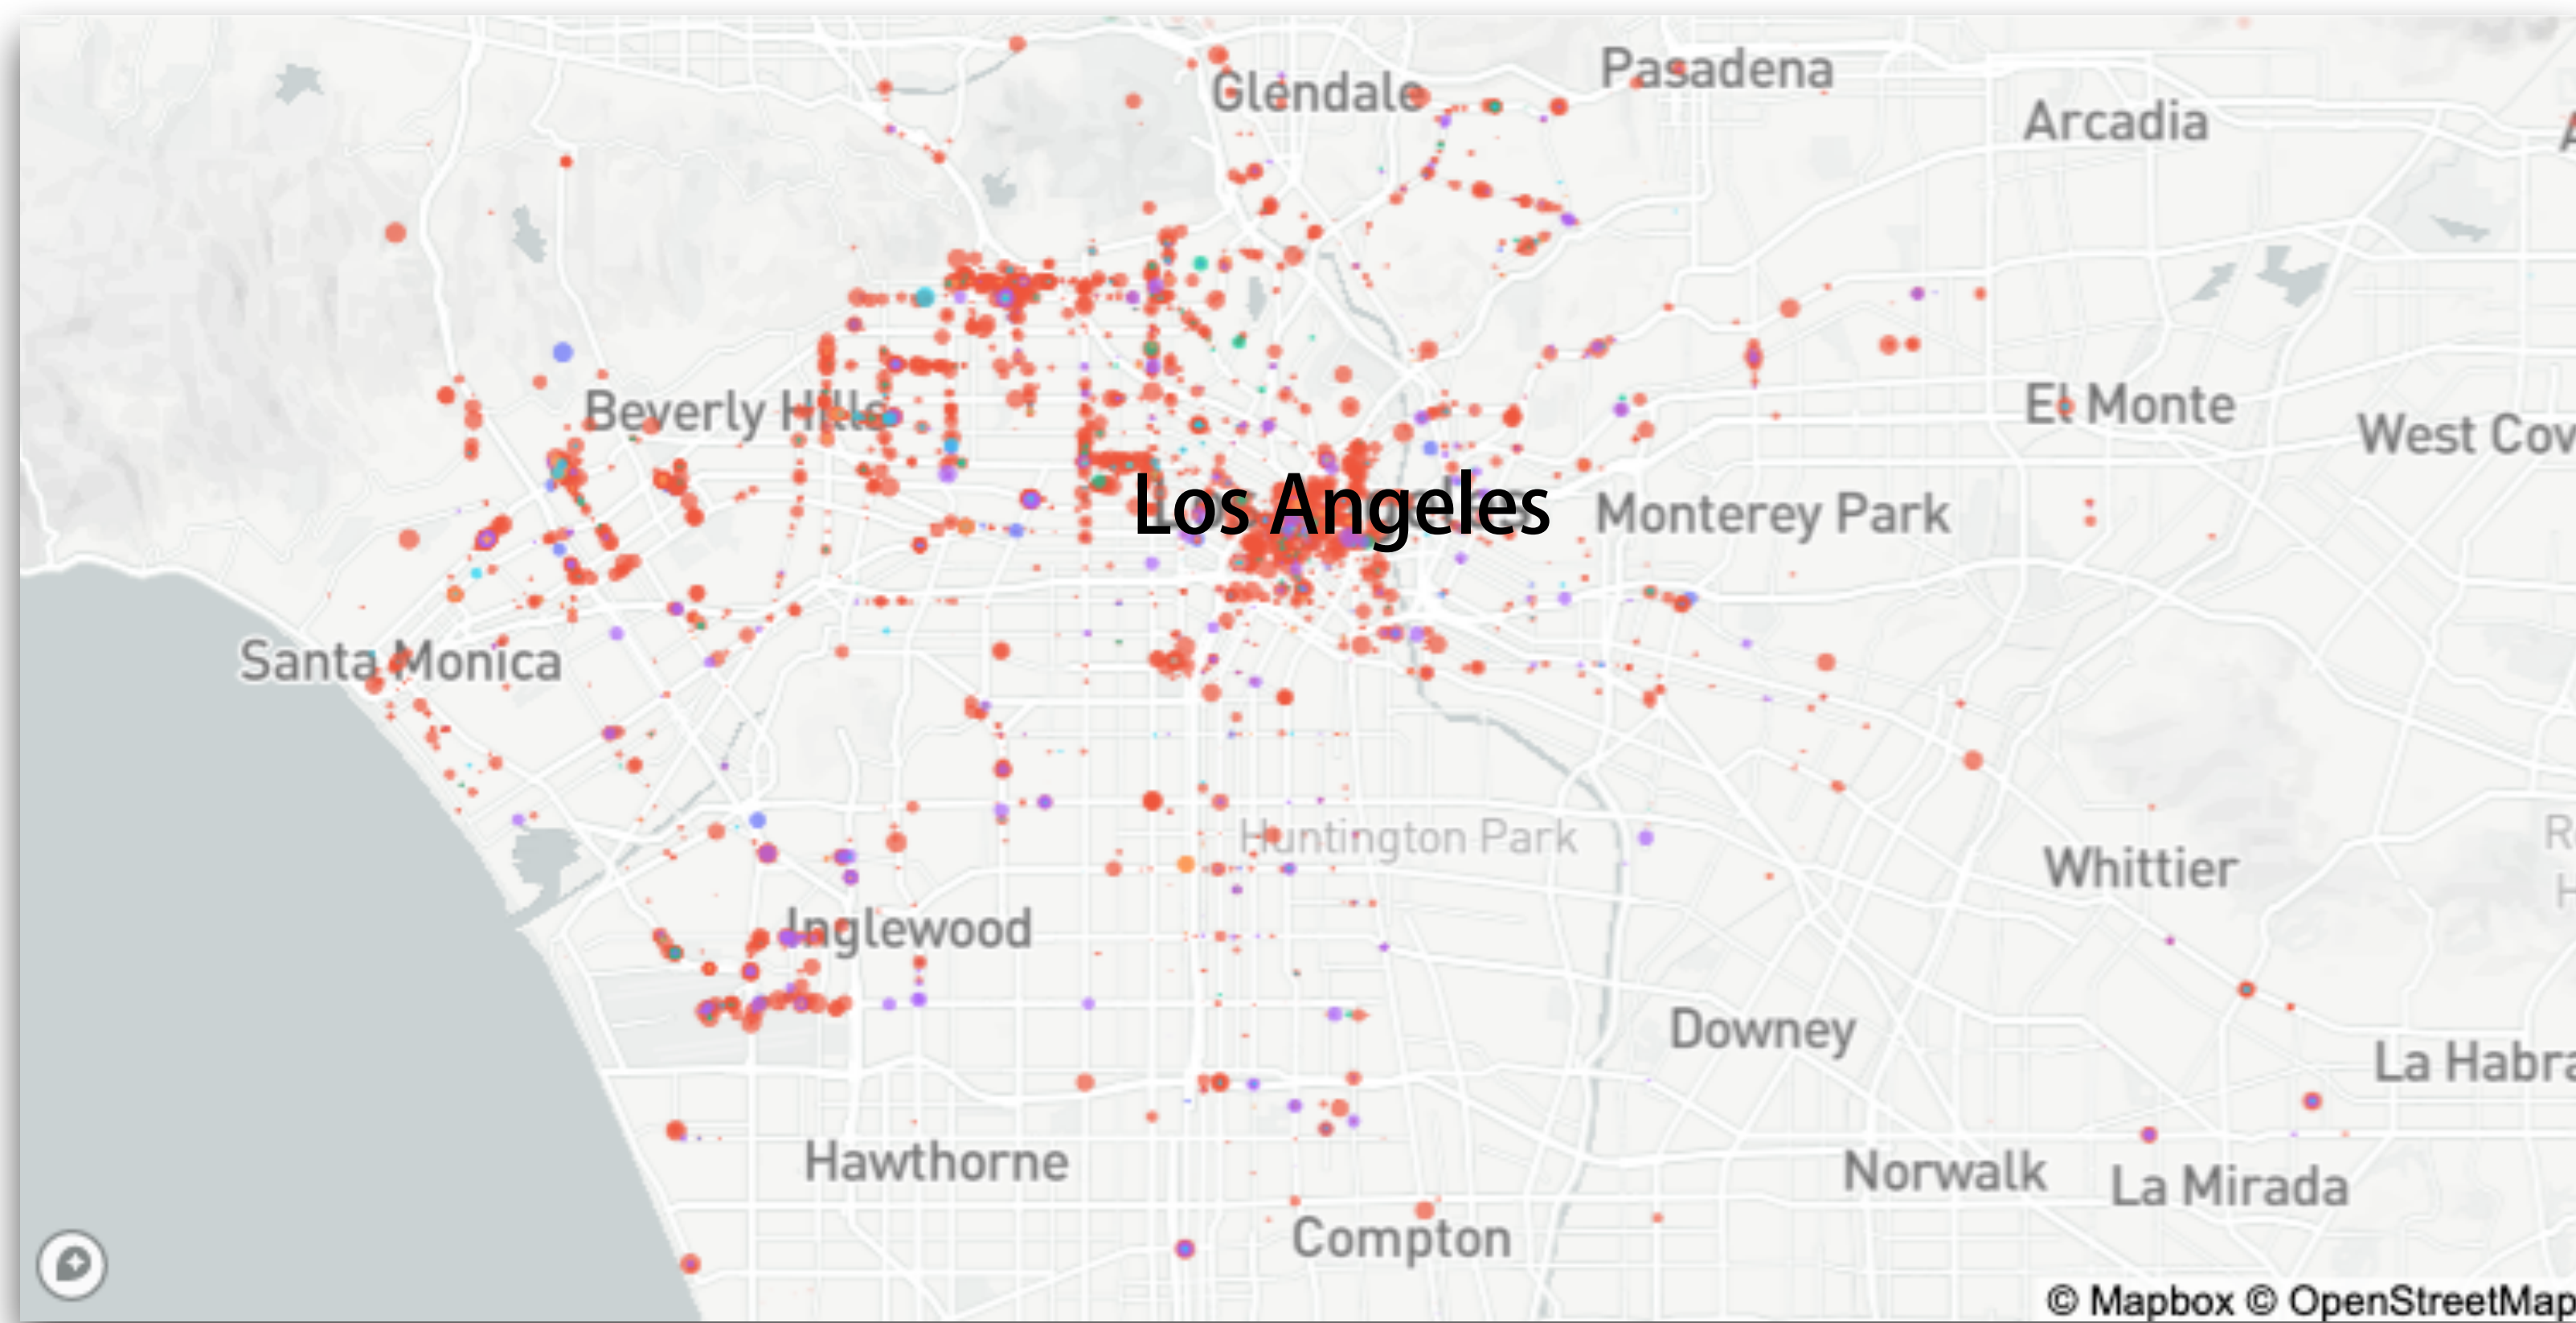 Pasadena
Glendale
Arcadia
Beverly Hills
El Monte
West Cov
Los Angeles
Monterey Park
Santa Monica
Huntington Park
Whittier
Inglewood
Downey
La Habra
Hawthorne
Norwalk
La Mirada
Compton
© Mapbox © OpenStreetMap